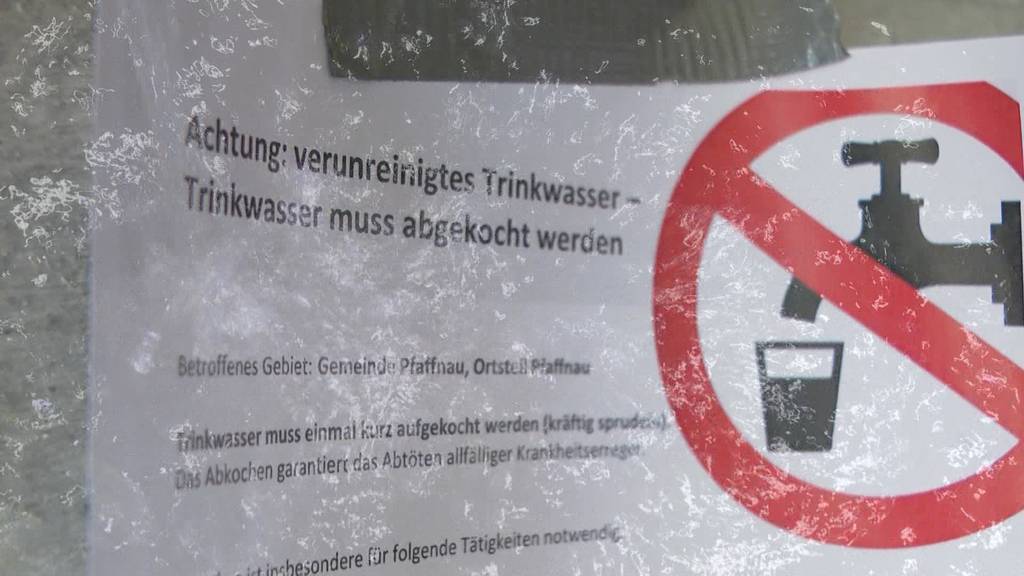 Achtung: verunreinigtes Trinkwasser –
Trinkwasser muss abgekocht werden
Betroffenes Gebiet: Gemeinde Pfaffnau, Ortsteil Pfaffnau
Trinkwasser muss einmal kurz aufgekocht werden (kräftig sprudeln).
Das Abkochen garantiert das Abtöten allfälliger Krankheitserreger.
ist insbesondere für folgende Tätigkeiten notwendig